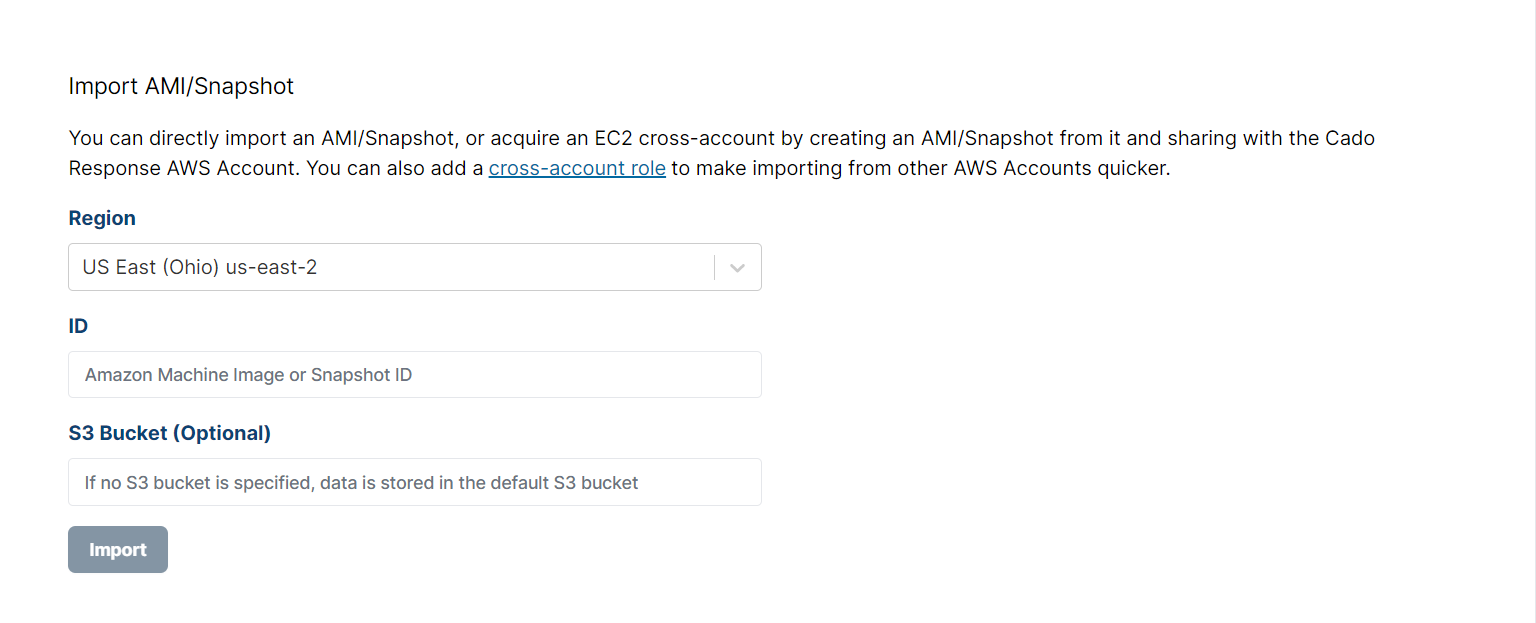 Import AMI/Snapshot
You can directly import an AMI/Snapshot, or acquire an EC2 cross-account by creating an AMI/Snapshot from it and sharing with the Cado
Response AWS Account. You can also add a cross-account role to make importing from other AWS Accounts quicker.
Region
US East (Ohio) us-east-2
ID
Amazon Machine Image or Snapshot ID
S3 Bucket (Optional)
If no S3 bucket is specified, data is stored in the default S3 bucket
Import